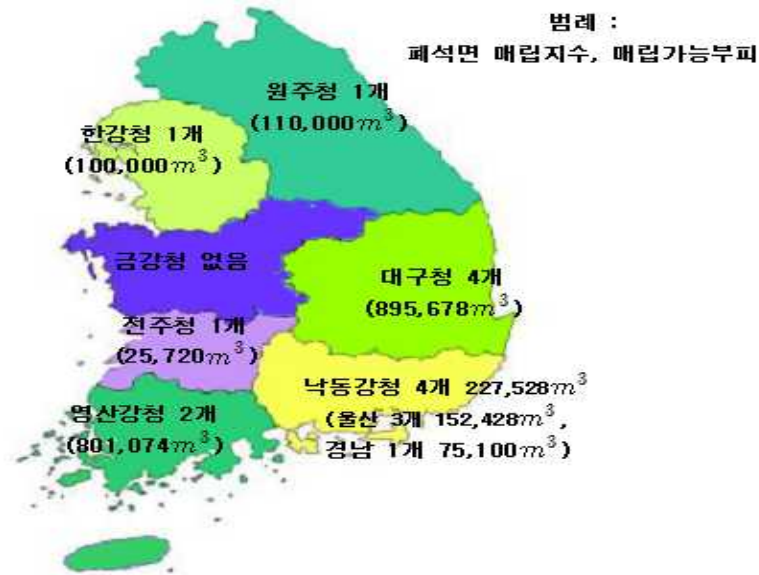 범례 :
폐석면 매립지수, 매립가능부피
원주청 1개
(110,000m³)
한강청 1개
(100,000m³)
금강청 없음
대구청 4개
(895,678m³)
전주청 1개
(25,720m³)
낙동강청 4개 227,528m³
(울산 3개 152,428m³,
경남 1개 75,100m³)
영산강청 2개
(801,074m³)